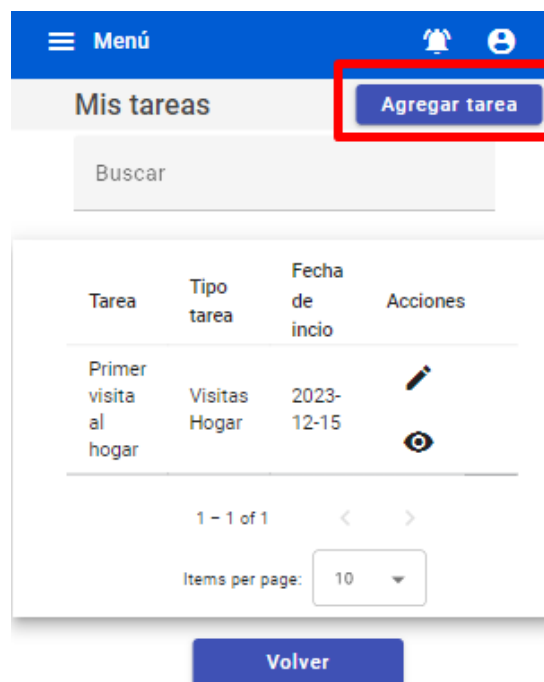 Menú
Mis tareas
Agregar tarea
Buscar
Tarea
Tipo
tarea
Fecha
de
incio
Acciones
Primer
visita
al
hogar
Visitas
Hogar
2023-
12-15
1 – 1 of 1
Items per page: 10
Volver